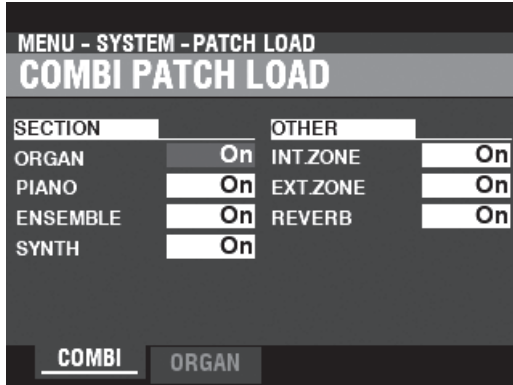 MENU - SYSTEM - PATCH LOAD
COMBI PATCH LOAD
SECTION
ORGAN On
PIANO On
ENSEMBLE On
SYNTH On
OTHER
INT.ZONE On
EXT.ZONE On
REVERB On
COMBI ORGAN